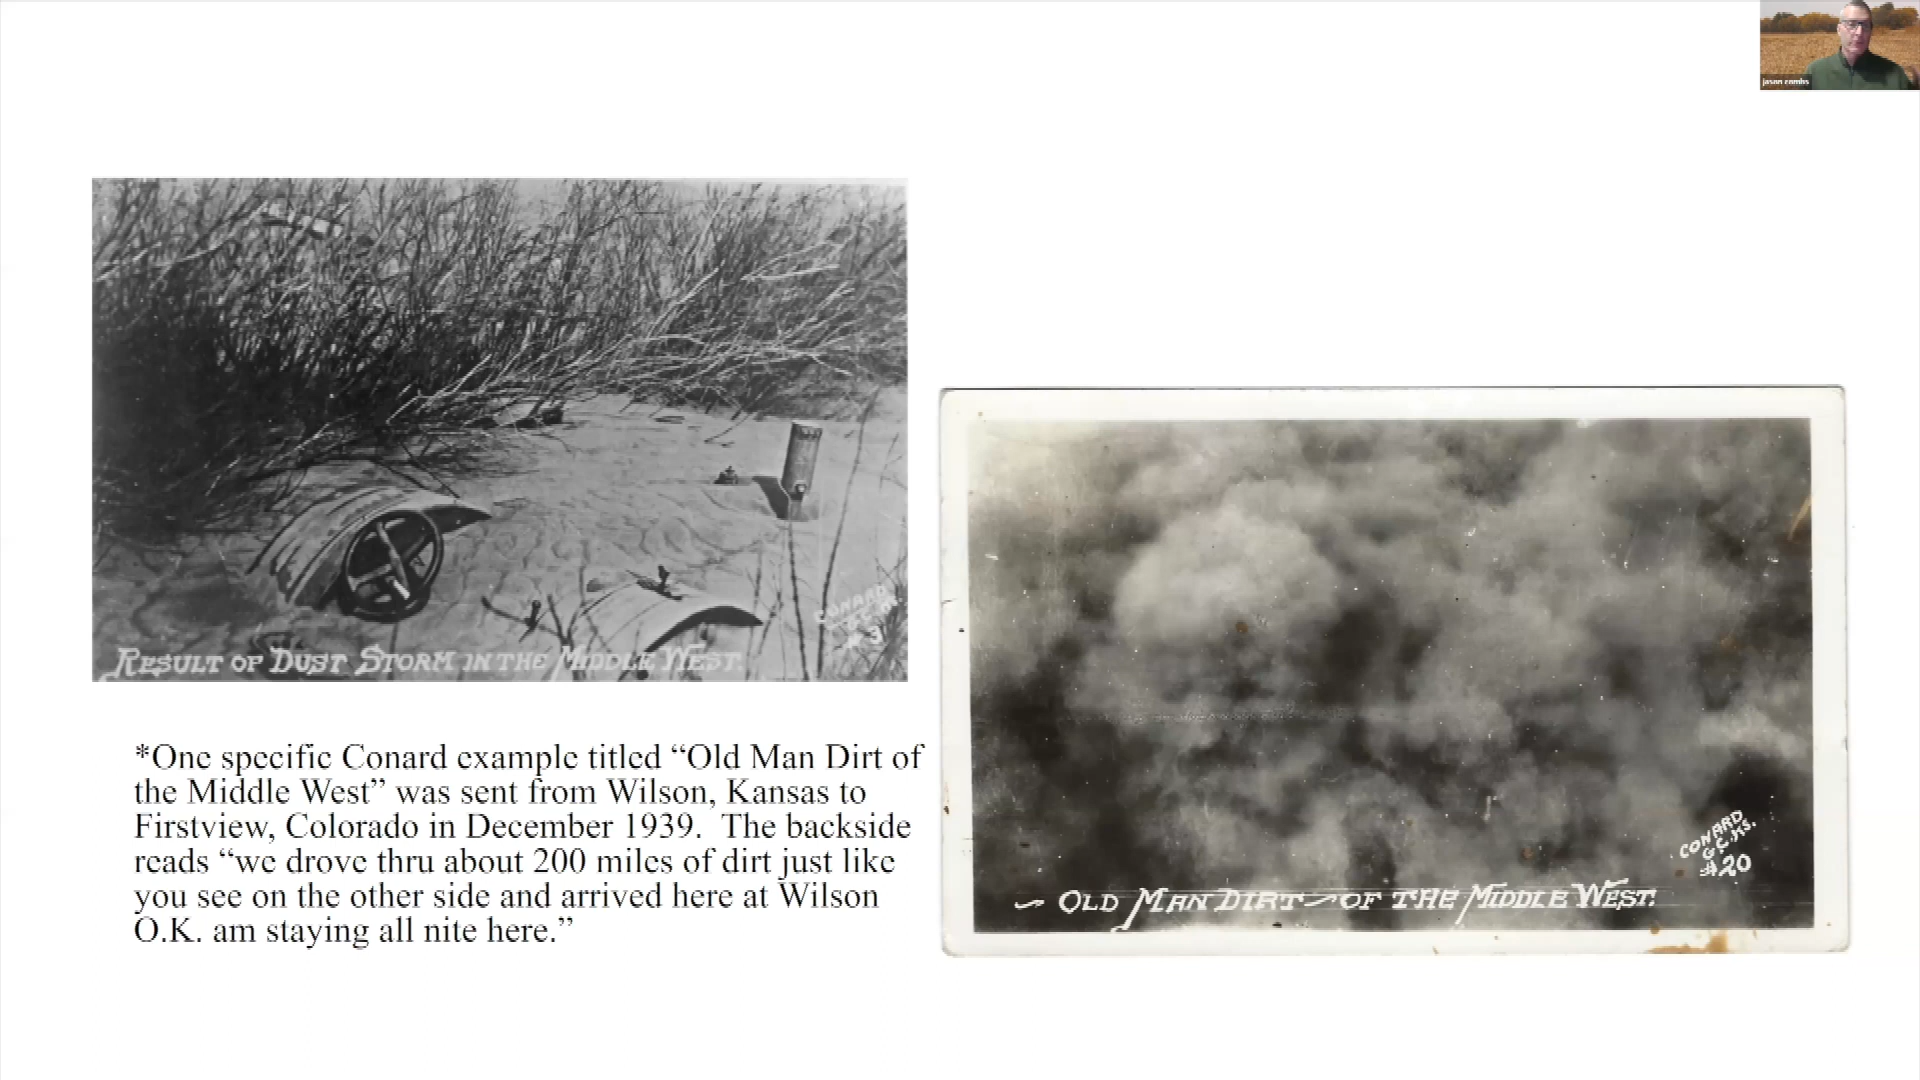 jason combs
RESULT OF DUST STORM IN THE MIDDLE WEST.
CONARD
#3
*One specific Conard example titled “Old Man Dirt of
the Middle West” was sent from Wilson, Kansas to
Firstview, Colorado in December 1939.  The backside
reads “we drove thru about 200 miles of dirt just like
you see on the other side and arrived here at Wilson
O.K. am staying all nite here.”
CONARD
G.C., KS.
#20
OLD MAN DIRT OF THE MIDDLE WEST.